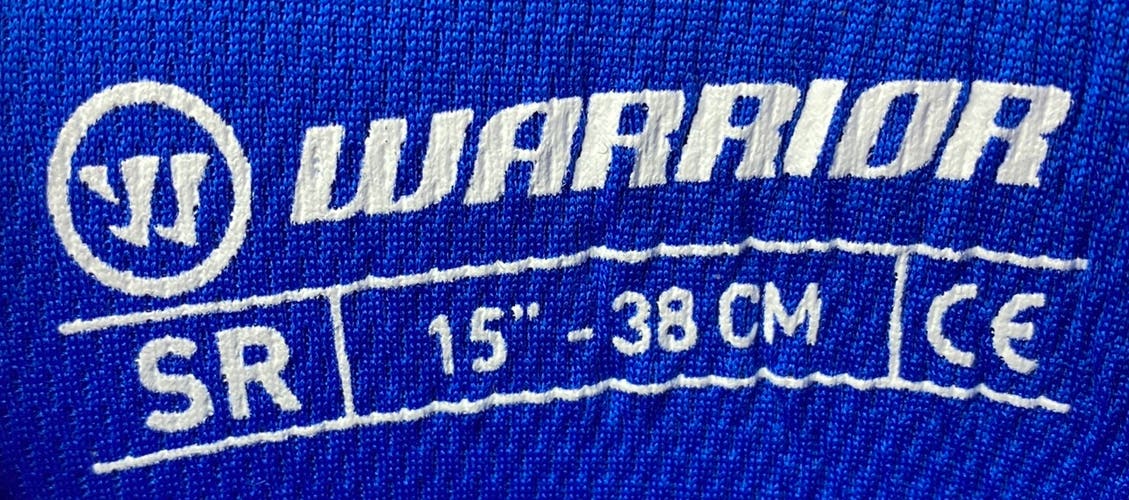 WARRIOR
SR 15" - 38 CM CE